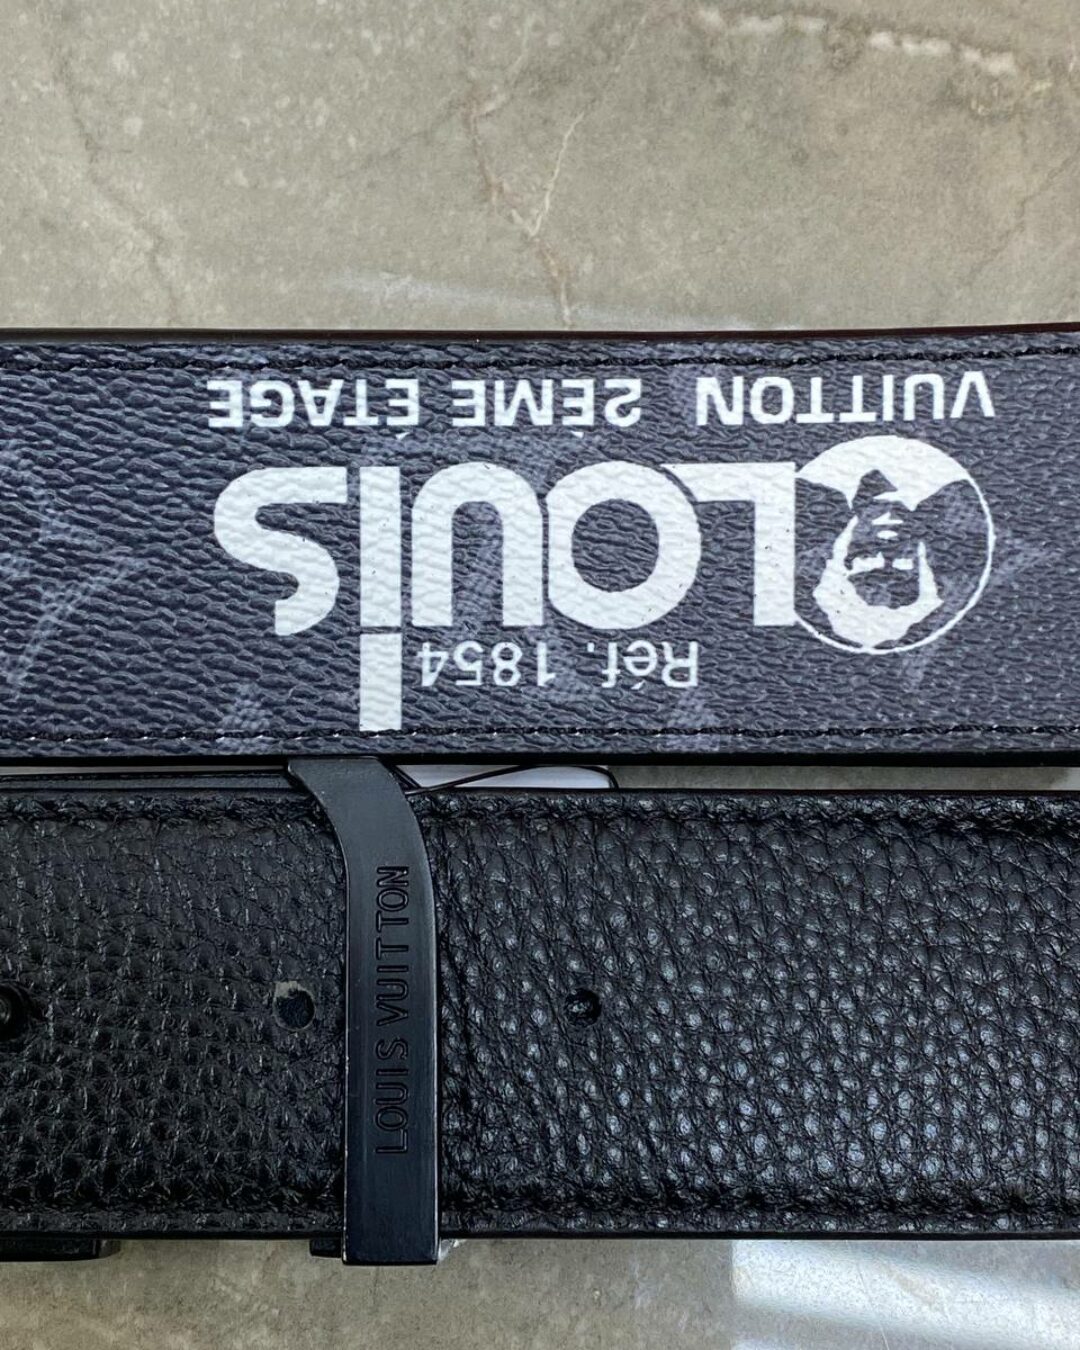 Réf. 1854
LOUIS
VUITTON 2ÈME ÉTAGE
LOUIS VUITTON